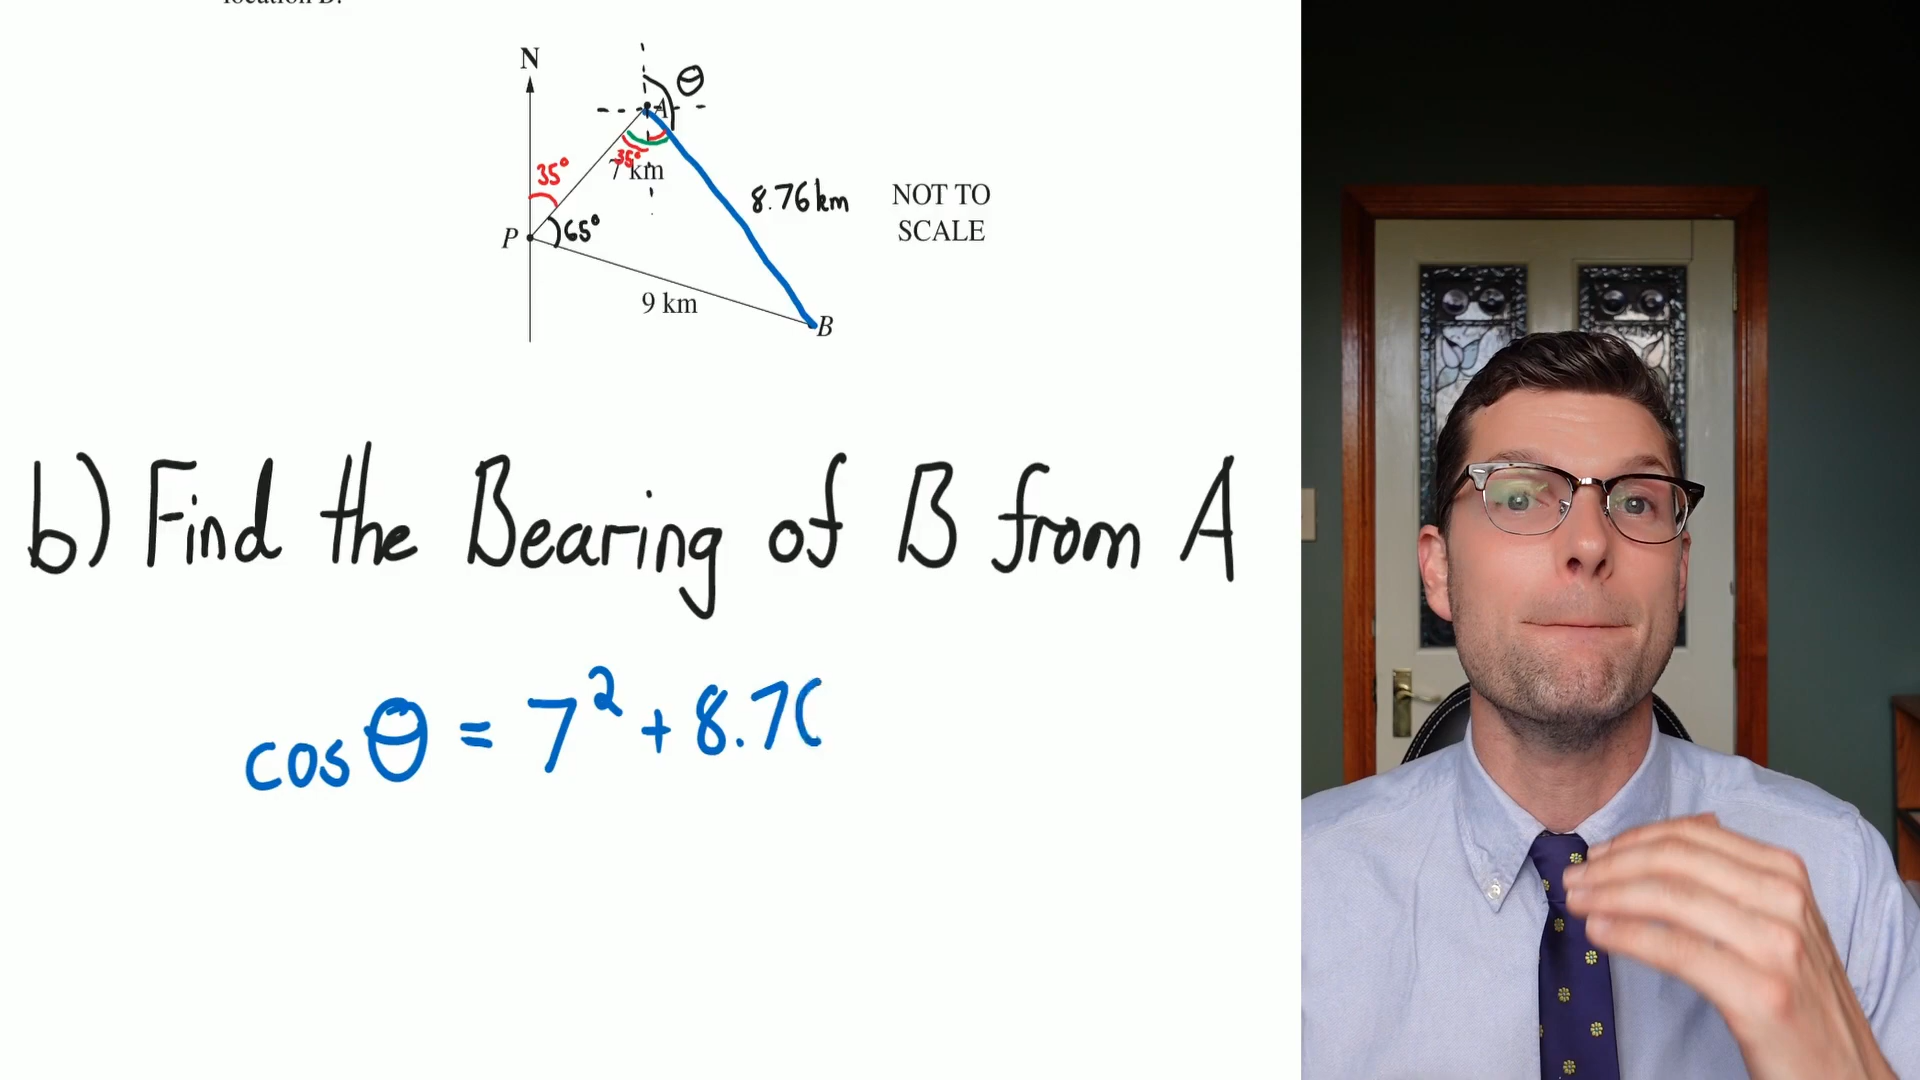 N
θ
A
35°
35°
7 km
8.76 km
NOT TO
SCALE
P
65°
9 km
B
b) Find the Bearing of B from A
cos θ = 7² + 8.7